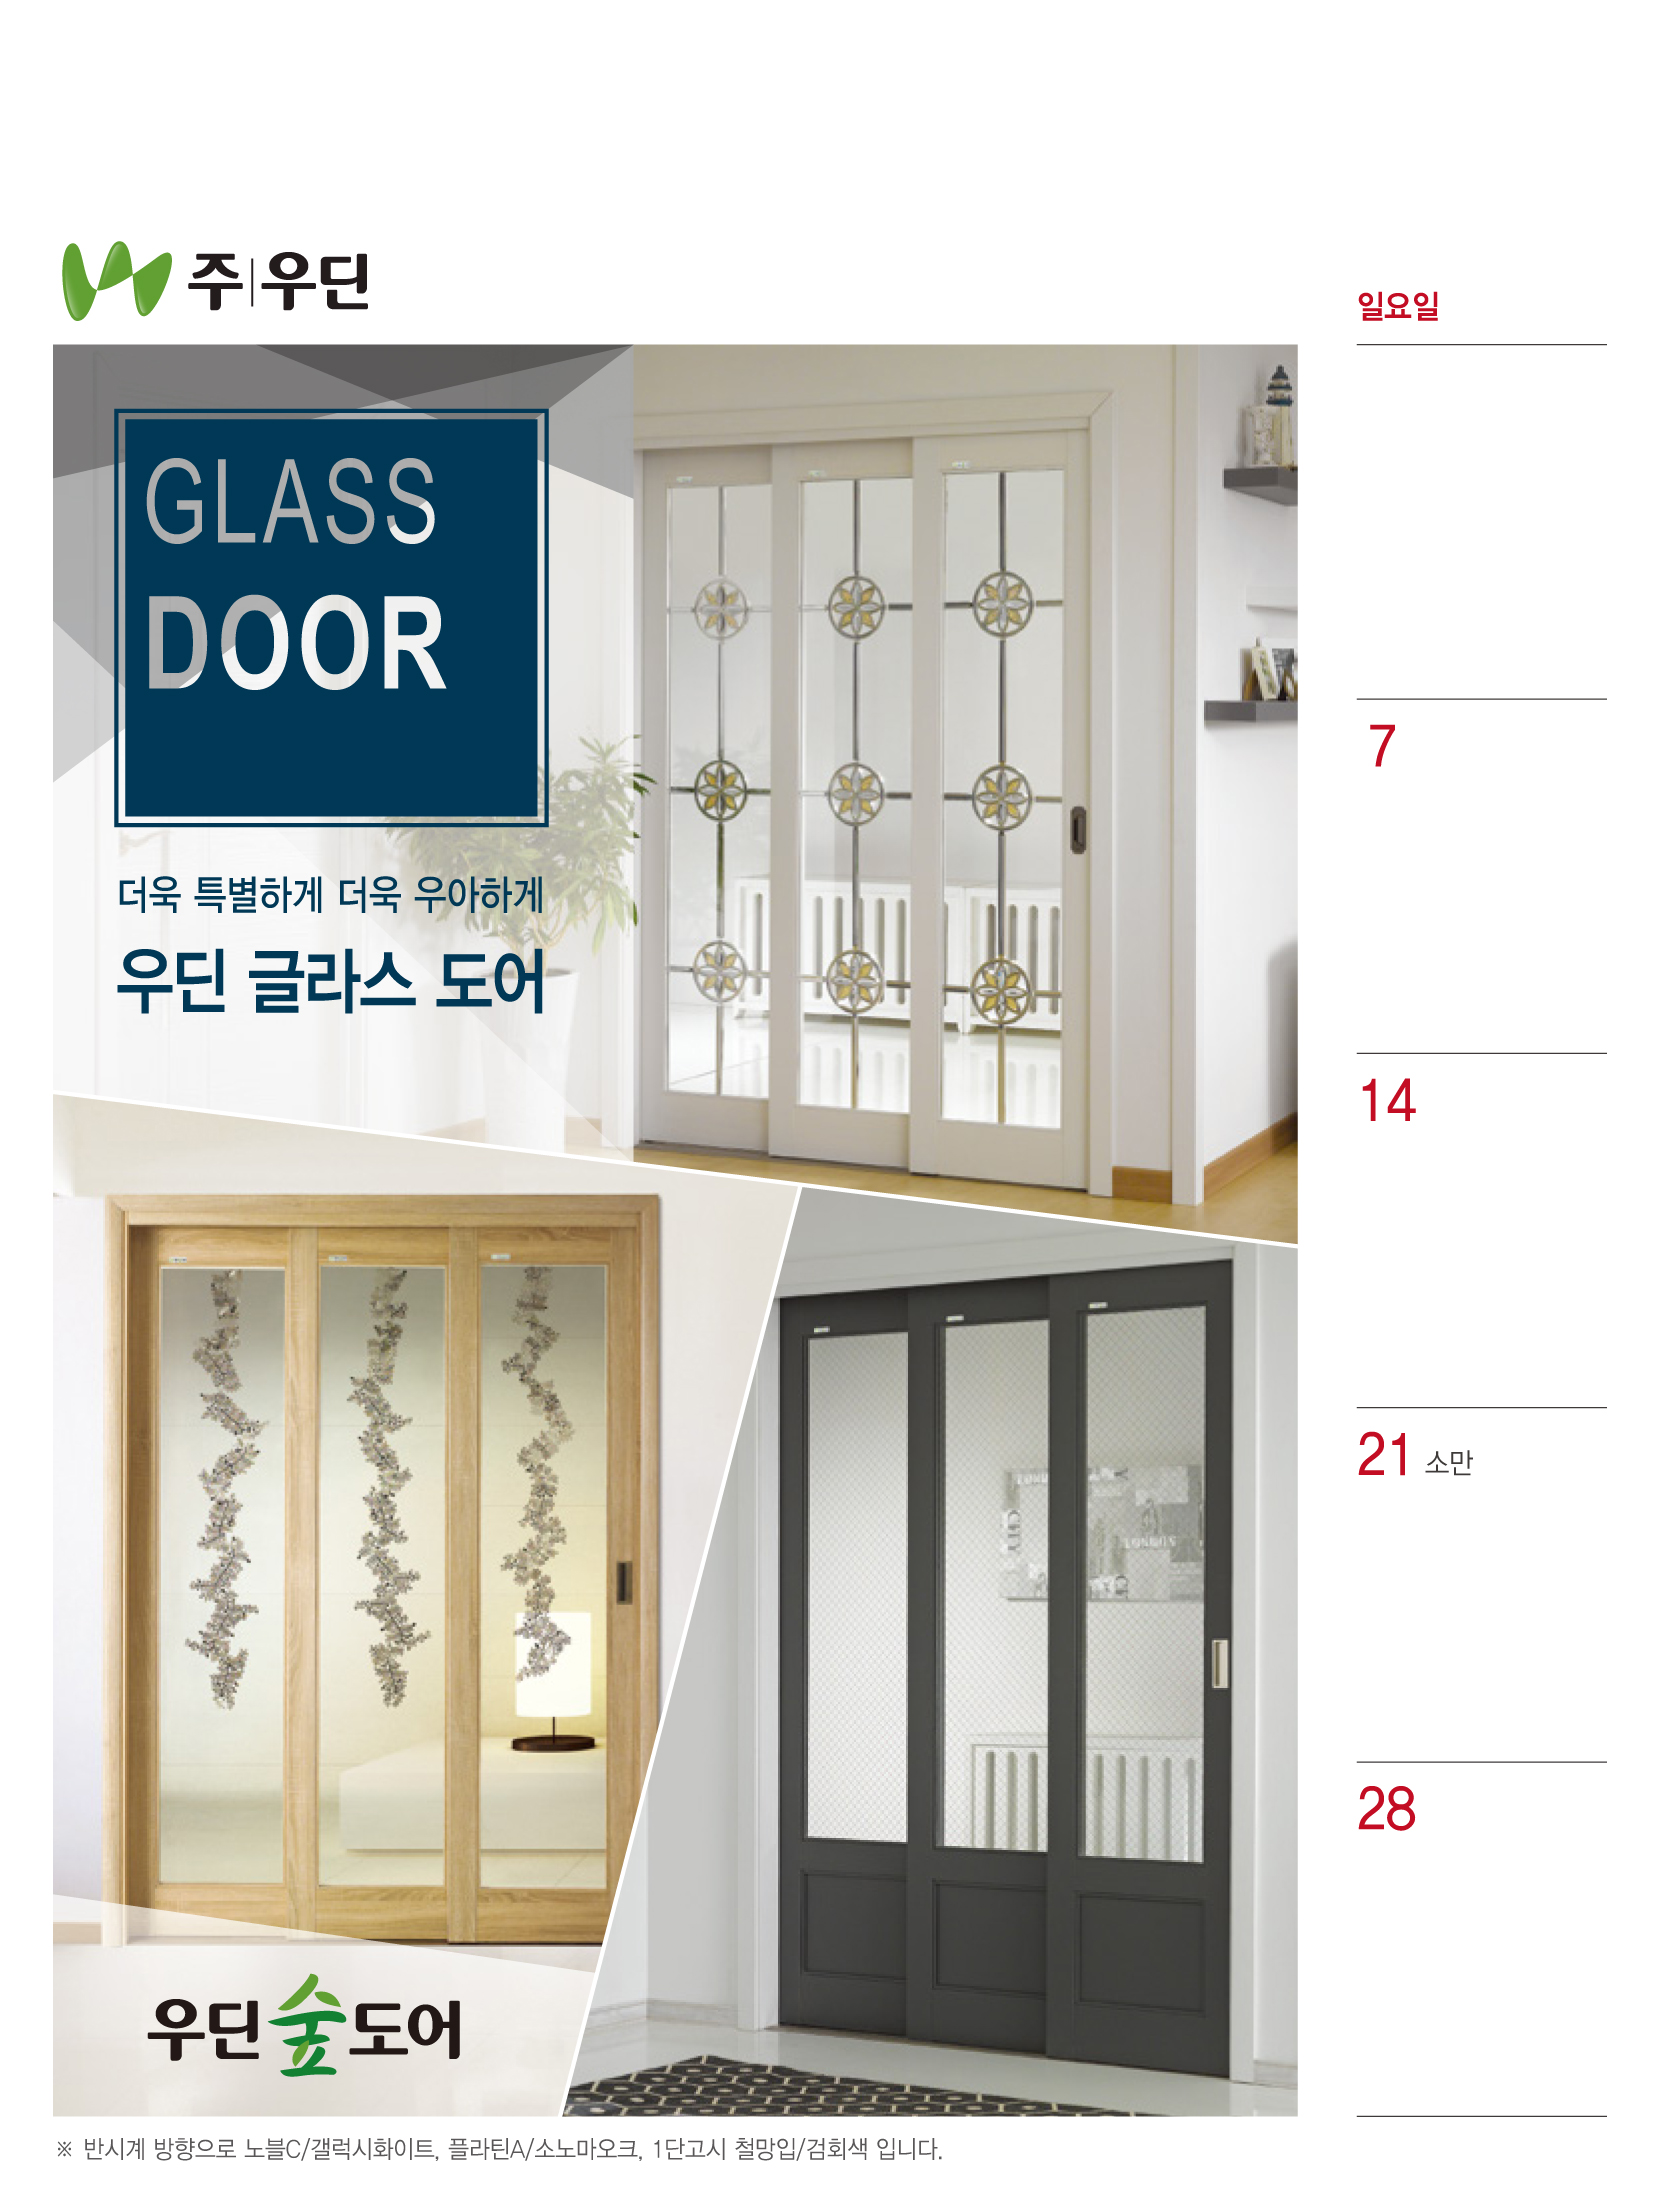 주|우딘
일요일
GLASS
DOOR
더욱 특별하게 더욱 우아하게
우딘 글라스 도어
7
14
21 소만
28
우딘숲도어
※ 반시계 방향으로 노블C/갤럭시화이트, 플라틴A/소노마오크, 1단고시 철망입/검회색 입니다.